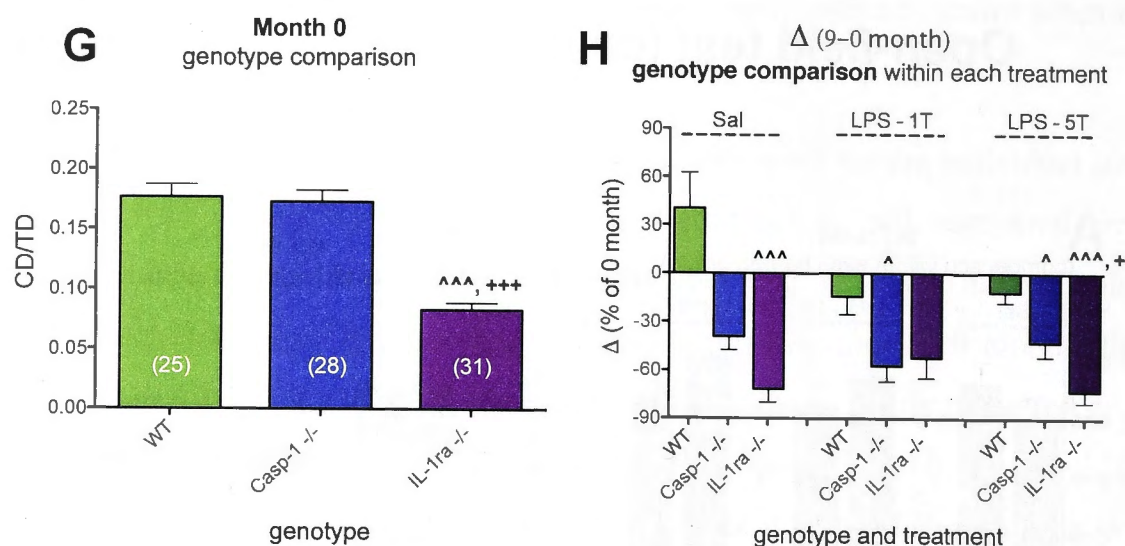 G
Month 0
genotype comparison
CD/TD
0.25
0.20
0.15
0.10
0.05
0.00
^^^, +++
(25)
(28)
(31)
WT
Casp-1 -/-
IL-1ra -/-
genotype
H
Δ (9–0 month)
genotype comparison within each treatment
Sal
LPS - 1T
LPS - 5T
Δ (% of 0 month)
90
60
30
0
-30
-60
-90
^^^
^
^
^^^, +
WT
Casp-1 -/-
IL-1ra -/-
WT
Casp-1 -/-
IL-1ra -/-
WT
Casp-1 -/-
IL-1ra -/-
genotype and treatment